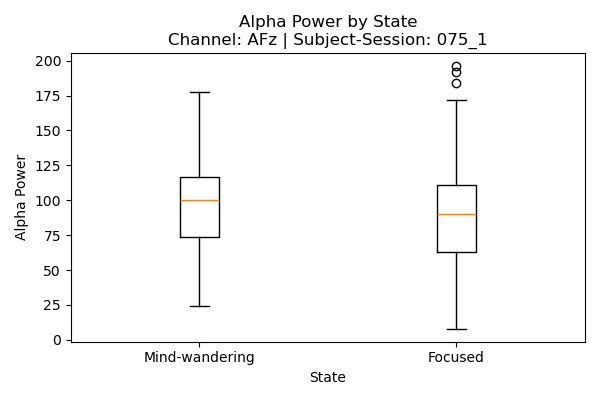 Alpha Power by State
Channel: AFz | Subject-Session: 075_1
200
175
150
125
100
75
50
25
0
Alpha Power
Mind-wandering
Focused
State